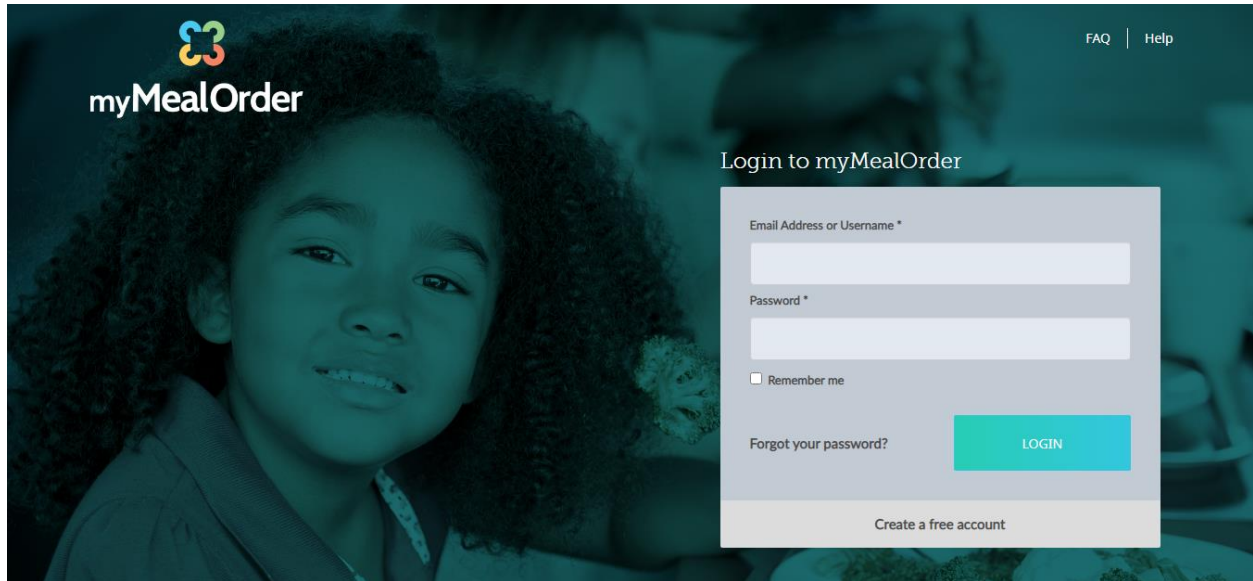 FAQ | Help
myMealOrder
Login to myMealOrder
Email Address or Username *
Password *
Remember me
Forgot your password?
LOGIN
Create a free account